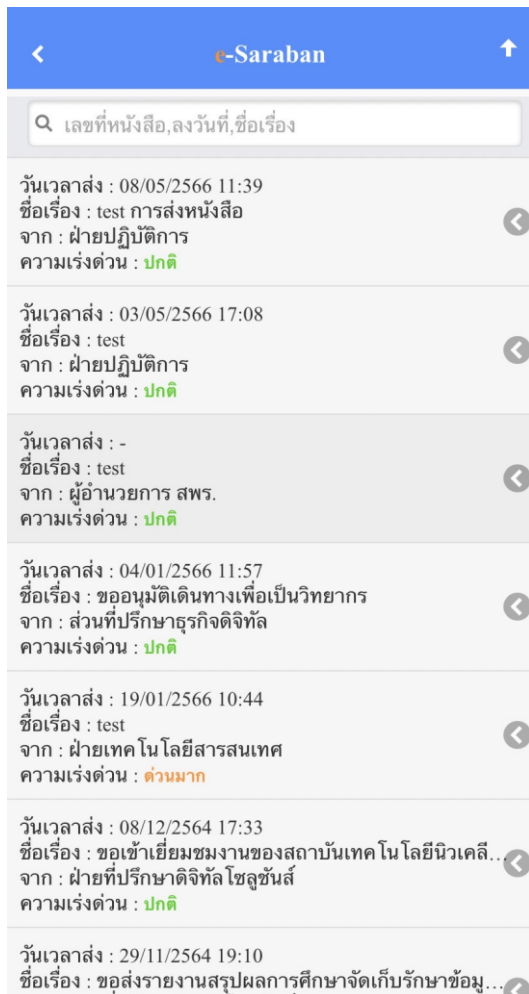 e-Saraban
เลขที่หนังสือ,ลงวันที่,ชื่อเรื่อง
วันเวลาส่ง : 08/05/2566 11:39
ชื่อเรื่อง : test การส่งหนังสือ
จาก : ฝ่ายปฏิบัติการ
ความเร่งด่วน : ปกติ
วันเวลาส่ง : 03/05/2566 17:08
ชื่อเรื่อง : test
จาก : ฝ่ายปฏิบัติการ
ความเร่งด่วน : ปกติ
วันเวลาส่ง : -
ชื่อเรื่อง : test
จาก : ผู้อำนวยการ สพร.
ความเร่งด่วน : ปกติ
วันเวลาส่ง : 04/01/2566 11:57
ชื่อเรื่อง : ขออนุมัติเดินทางเพื่อเป็นวิทยากร
จาก : ส่วนที่ปรึกษาธุรกิจดิจิทัล
ความเร่งด่วน : ปกติ
วันเวลาส่ง : 19/01/2566 10:44
ชื่อเรื่อง : test
จาก : ฝ่ายเทคโนโลยีสารสนเทศ
ความเร่งด่วน : ด่วนมาก
วันเวลาส่ง : 08/12/2564 17:33
ชื่อเรื่อง : ขอเข้าเยี่ยมชมงานของสถาบันเทคโนโลยีนิวเคลี...
จาก : ฝ่ายที่ปรึกษาดิจิทัลโซลูชันส์
ความเร่งด่วน : ปกติ
วันเวลาส่ง : 29/11/2564 19:10
ชื่อเรื่อง : ขอส่งรายงานสรุปผลการศึกษาจัดเก็บรักษาข้อมู...